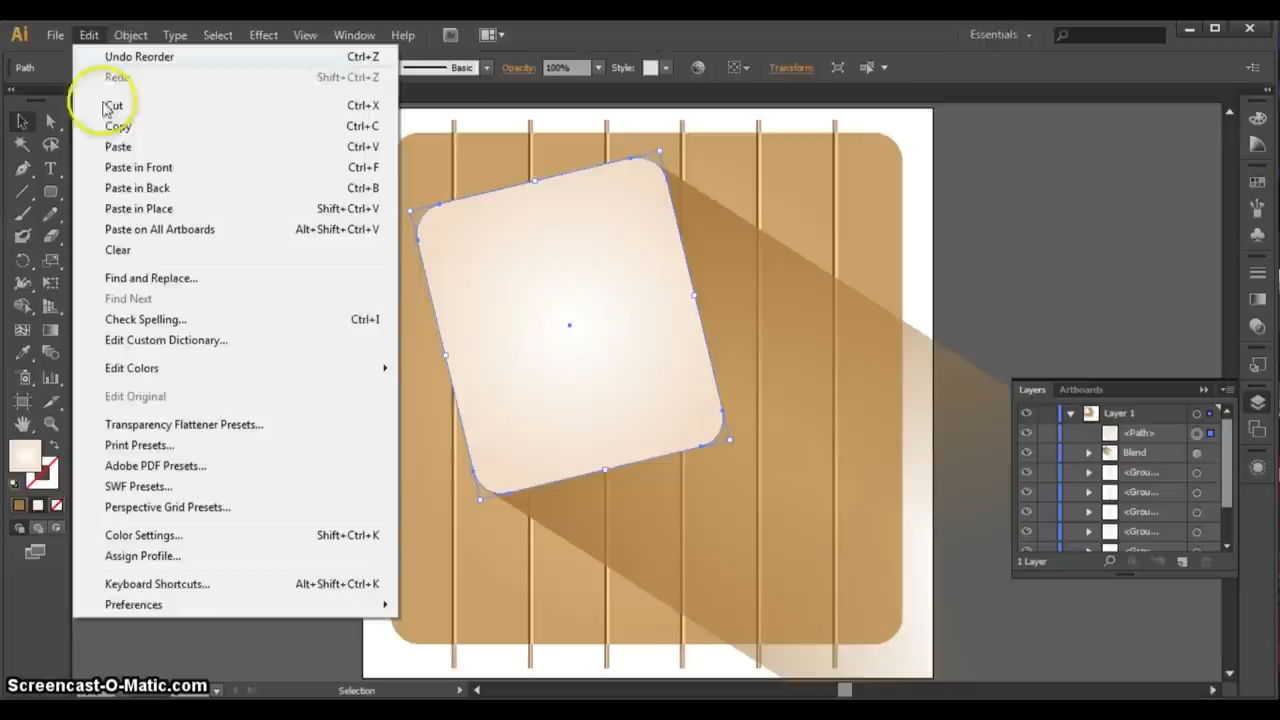 Ai File Edit Object Type Select Effect View Window Help Br Essentials
Path Basic Opacity: 100% Style: Transform
Undo Reorder Ctrl+Z
Redo Shift+Ctrl+Z
Cut Ctrl+X
Copy Ctrl+C
Paste Ctrl+V
Paste in Front Ctrl+F
Paste in Back Ctrl+B
Paste in Place Shift+Ctrl+V
Paste on All Artboards Alt+Shift+Ctrl+V
Clear
Find and Replace...
Find Next
Check Spelling... Ctrl+I
Edit Custom Dictionary...
Edit Colors
Edit Original
Transparency Flattener Presets...
Print Presets...
Adobe PDF Presets...
SWF Presets...
Perspective Grid Presets...
Color Settings... Shift+Ctrl+K
Assign Profile...
Keyboard Shortcuts... Alt+Shift+Ctrl+K
Preferences
Layers Artboards
Layer 1
<Path>
Blend
<Grou...
<Grou...
<Grou...
<Grou...
<Grou...
1 Layer
Selection
Screencast-O-Matic.com